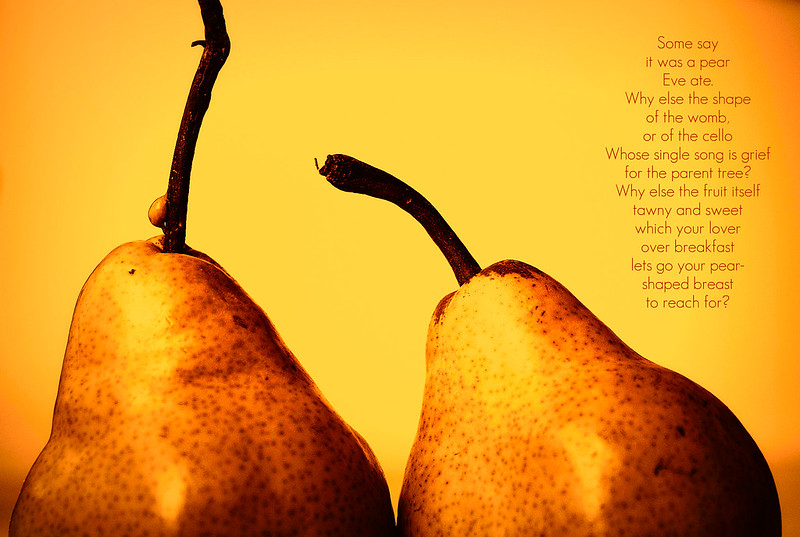 Some say
it was a pear
Eve ate.
Why else the shape
of the womb,
or of the cello
Whose single song is grief
for the parent tree?
Why else the fruit itself
tawny and sweet
which your lover
over breakfast
lets go your pear-
shaped breast
to reach for?